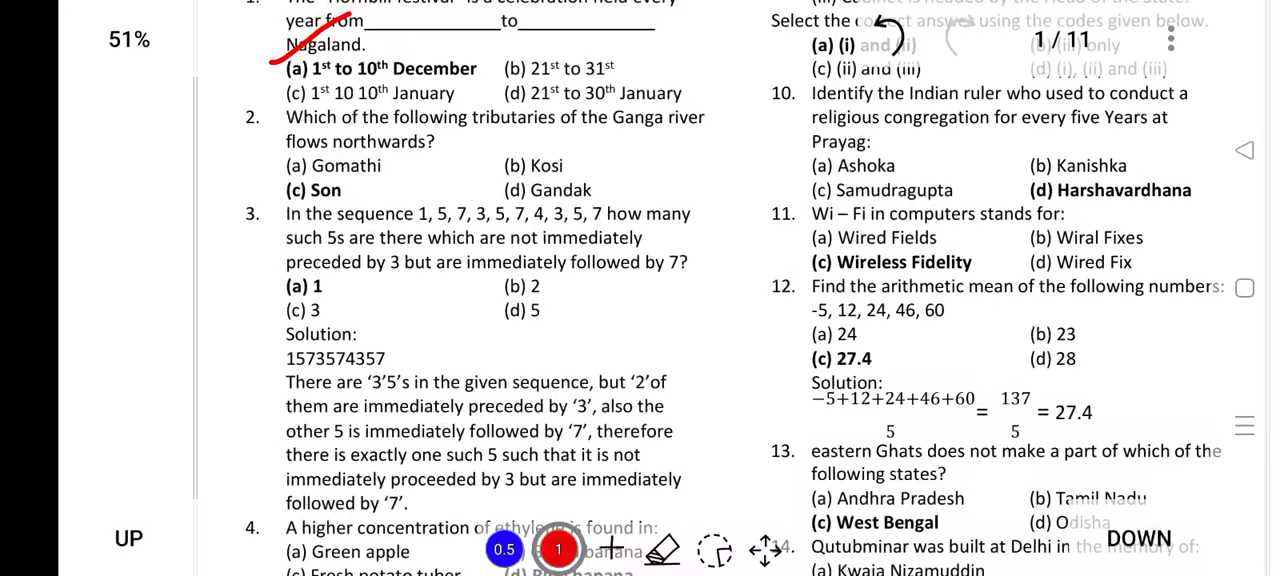 51%
UP
year from____________to____________
Nagaland.
(a) 1st to 10th December (b) 21st to 31st
(c) 1st 10 10th January (d) 21st to 30th January
2. Which of the following tributaries of the Ganga river
flows northwards?
(a) Gomathi (b) Kosi
(c) Son (d) Gandak
3. In the sequence 1, 5, 7, 3, 5, 7, 4, 3, 5, 7 how many
such 5s are there which are not immediately
preceded by 3 but are immediately followed by 7?
(a) 1 (b) 2
(c) 3 (d) 5
Solution:
1573574357
There are ‘3’5’s in the given sequence, but ‘2’of
them are immediately preceded by ‘3’, also the
other 5 is immediately followed by ‘7’, therefore
there is exactly one such 5 such that it is not
immediately proceeded by 3 but are immediately
followed by ‘7’.
4. A higher concentration of ethylene is found in:
(a) Green apple banana
0.5
1
Select the answer using the codes given below.
1 / 11
(a) (i) and (ii) (b) (iii) only
(c) (ii) and (iii) (d) (i), (ii) and (iii)
10. Identify the Indian ruler who used to conduct a
religious congregation for every five Years at
Prayag:
(a) Ashoka (b) Kanishka
(c) Samudragupta (d) Harshavardhana
11. Wi – Fi in computers stands for:
(a) Wired Fields (b) Wiral Fixes
(c) Wireless Fidelity (d) Wired Fix
12. Find the arithmetic mean of the following numbers:
-5, 12, 24, 46, 60
(a) 24 (b) 23
(c) 27.4 (d) 28
Solution:
−5+12+24+46+60 / 5 = 137 / 5 = 27.4
13. eastern Ghats does not make a part of which of the
following states?
(a) Andhra Pradesh (b) Tamil Nadu
(c) West Bengal (d) Odisha
DOWN
14. Qutubminar was built at Delhi in the memory of:
(a) Kwaja Nizamuddin